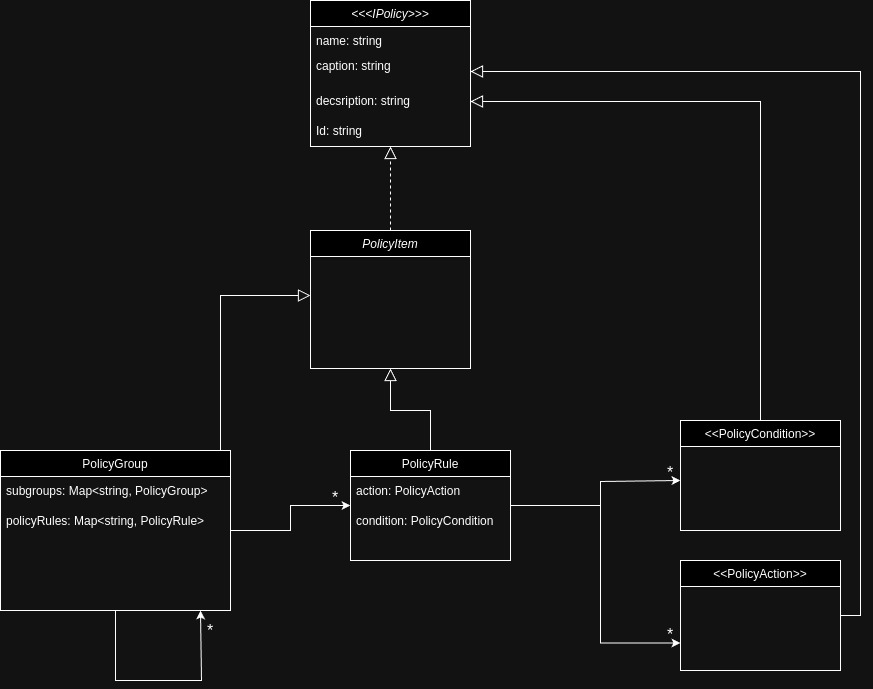 <<<IPolicy>>>
name: string
caption: string
decsription: string
Id: string
PolicyItem
PolicyGroup
subgroups: Map<string, PolicyGroup>
policyRules: Map<string, PolicyRule>
*
*
PolicyRule
action: PolicyAction
condition: PolicyCondition
*
<<PolicyCondition>>
*
<<PolicyAction>>